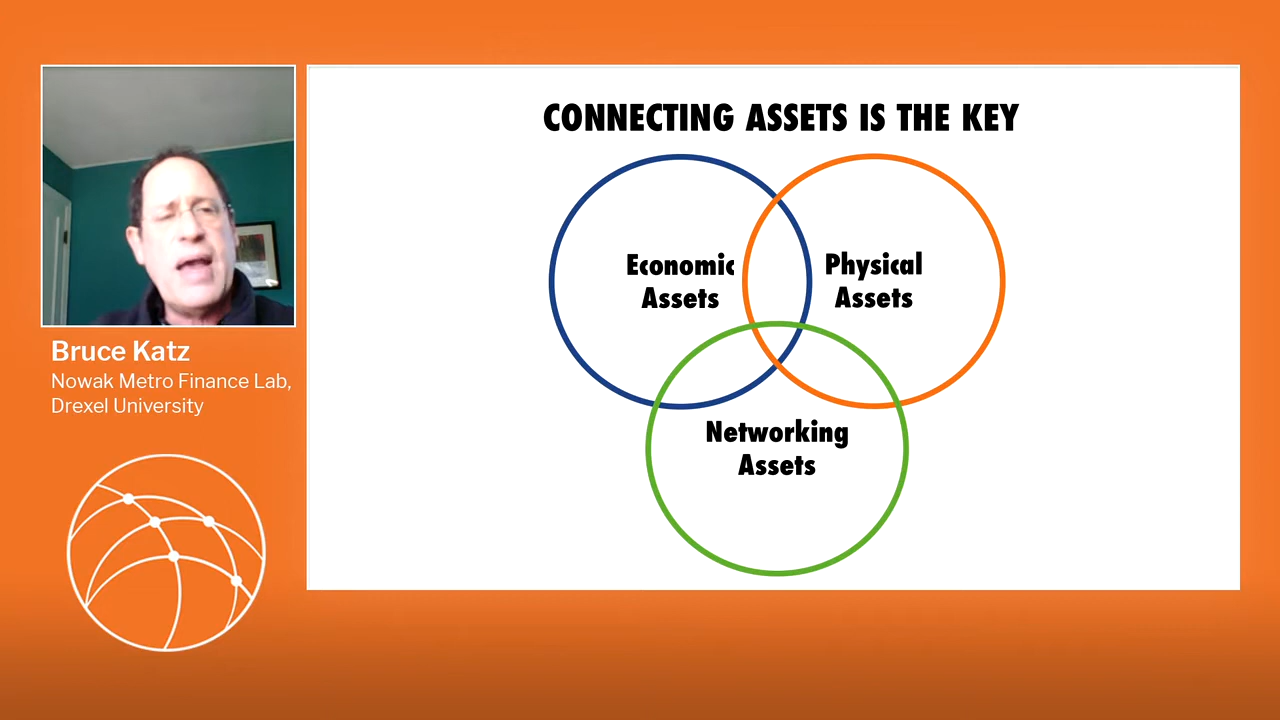 CONNECTING ASSETS IS THE KEY
Economic
Assets
Physical
Assets
Networking
Assets
Bruce Katz
Nowak Metro Finance Lab,
Drexel University